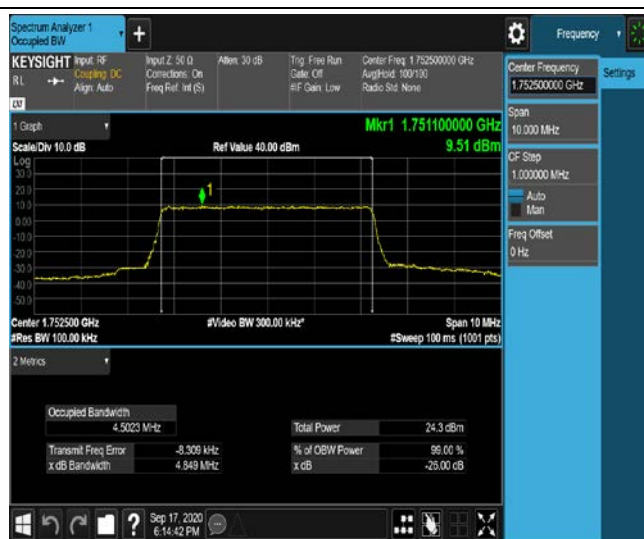 Spectrum Analyzer 1
Occupied BW
+
Frequency
KEYSIGHT
RL
Input: RF
Coupling: DC
Align: Auto
Input Z: 50 Ω
Corrections: On
Freq Ref: Int (S)
Atten: 30 dB
Trig: Free Run
Gate: Off
#IF Gain: Low
Center Freq: 1.752500000 GHz
Avg|Hold: 100/100
Radio Std: None
Center Frequency
1.752500000 GHz
Settings
Span
10.000 MHz
CF Step
1.000000 MHz
Auto
Man
Freq Offset
0 Hz
1 Graph
Scale/Div 10.0 dB
Ref Value 40.00 dBm
Mkr1 1.751100000 GHz
9.51 dBm
Log
30.0
20.0
10.0
0.00
-10.0
-20.0
-30.0
-40.0
-50.0
1
Center 1.752500 GHz
#Video BW 300.00 kHz*
Span 10 MHz
#Res BW 100.00 kHz
#Sweep 100 ms (1001 pts)
2 Metrics
Occupied Bandwidth
4.5023 MHz
Total Power 24.3 dBm
Transmit Freq Error -8.309 kHz
% of OBW Power 99.00 %
x dB Bandwidth 4.849 MHz
x dB -26.00 dB
?
Sep 17, 2020
6:14:42 PM